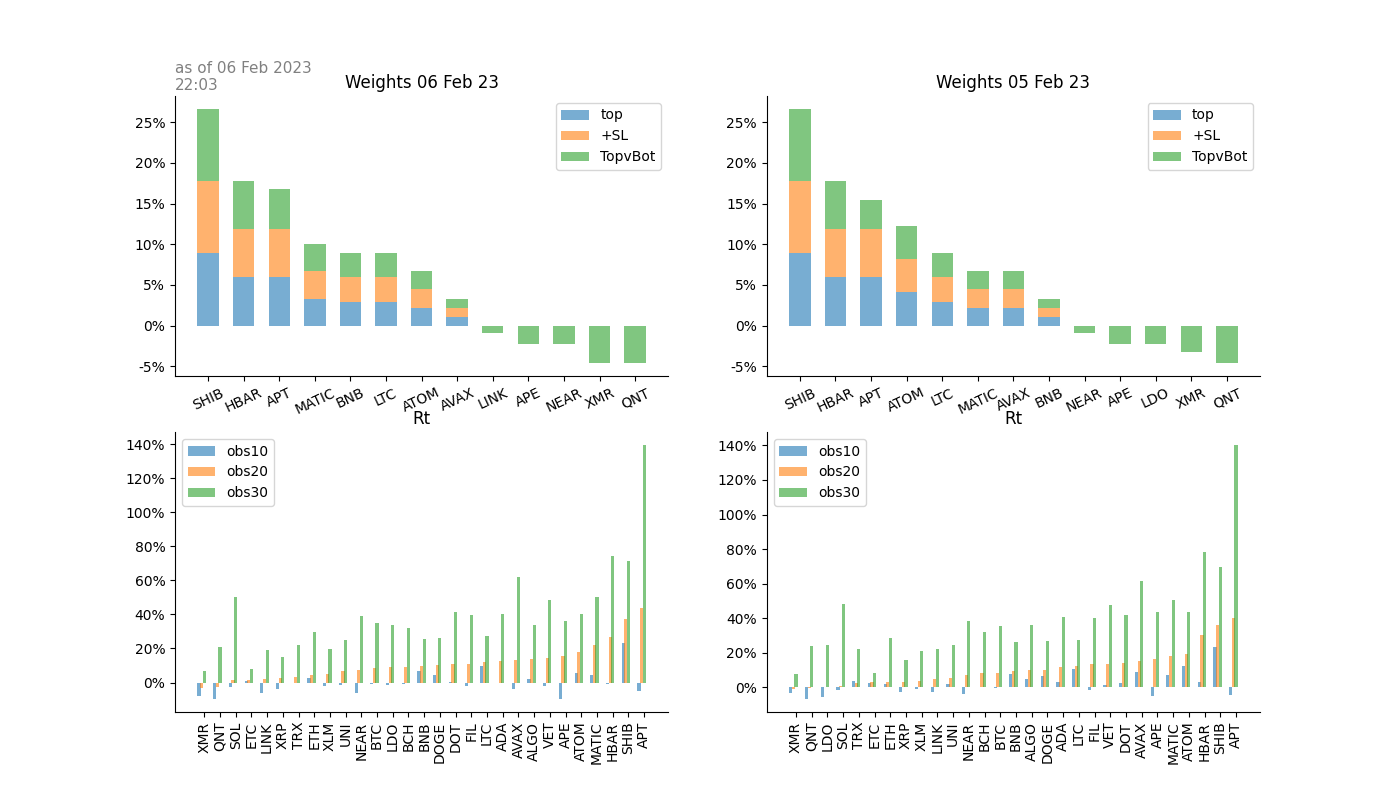 as of 06 Feb 2023
22:03
Weights 06 Feb 23
25%
20%
15%
10%
5%
0%
-5%
top
+SL
TopvBot
SHIB HBAR APT MATIC BNB LTC ATOM AVAX LINK APE NEAR XMR QNT
Weights 05 Feb 23
25%
20%
15%
10%
5%
0%
-5%
top
+SL
TopvBot
SHIB HBAR APT ATOM LTC MATIC AVAX BNB NEAR APE LDO XMR QNT
Rt
140%
120%
100%
80%
60%
40%
20%
0%
obs10
obs20
obs30
XMR QNT SOL ETC LINK XRP TRX ETH XLM UNI NEAR BTC LDO BCH BNB DOGE DOT FIL LTC ADA AVAX ALGO VET APE ATOM MATIC HBAR SHIB APT
Rt
140%
120%
100%
80%
60%
40%
20%
0%
obs10
obs20
obs30
XMR QNT LDO SOL TRX ETC ETH XRP XLM LINK UNI NEAR BCH BTC BNB ALGO DOGE ADA LTC FIL VET DOT AVAX APE MATIC ATOM HBAR SHIB APT